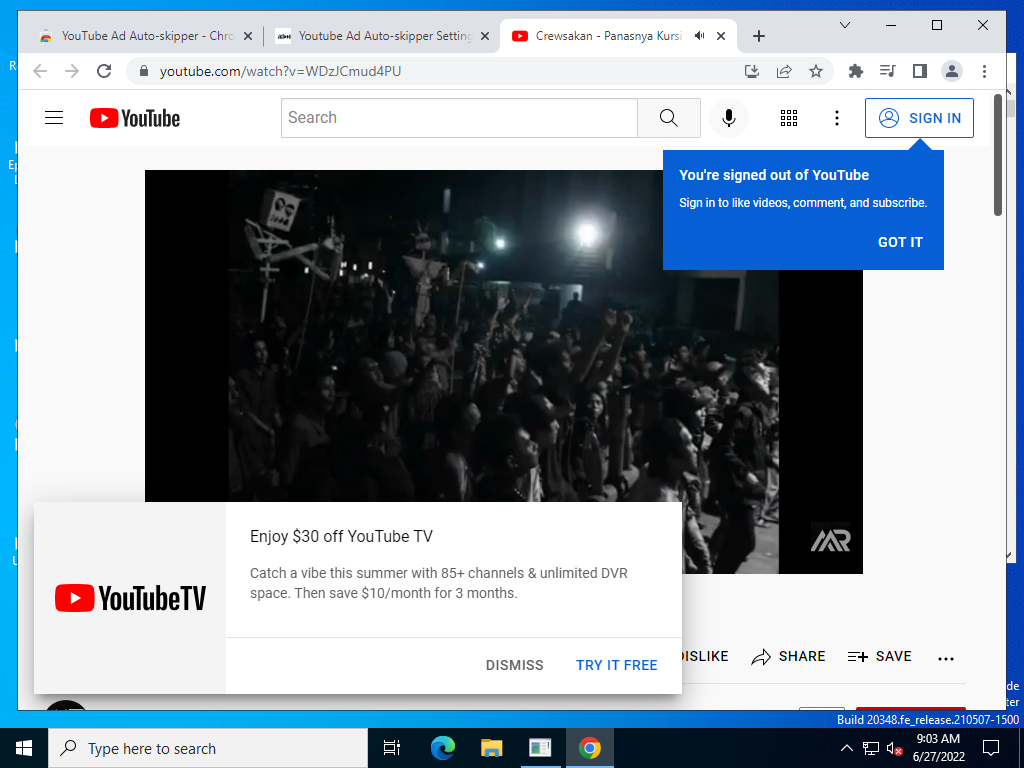 YouTube Ad Auto-skipper - Chro
Youtube Ad Auto-skipper Setting
Crewsakan - Panasnya Kursi
youtube.com/watch?v=WDzJCmud4PU
YouTube
Search
SIGN IN
You're signed out of YouTube
Sign in to like videos, comment, and subscribe.
GOT IT
MR
YouTubeTV
Enjoy $30 off YouTube TV
Catch a vibe this summer with 85+ channels & unlimited DVR
space. Then save $10/month for 3 months.
DISMISS
TRY IT FREE
DISLIKE
SHARE
SAVE
Build 20348.fe_release.210507-1500
Type here to search
9:03 AM
6/27/2022